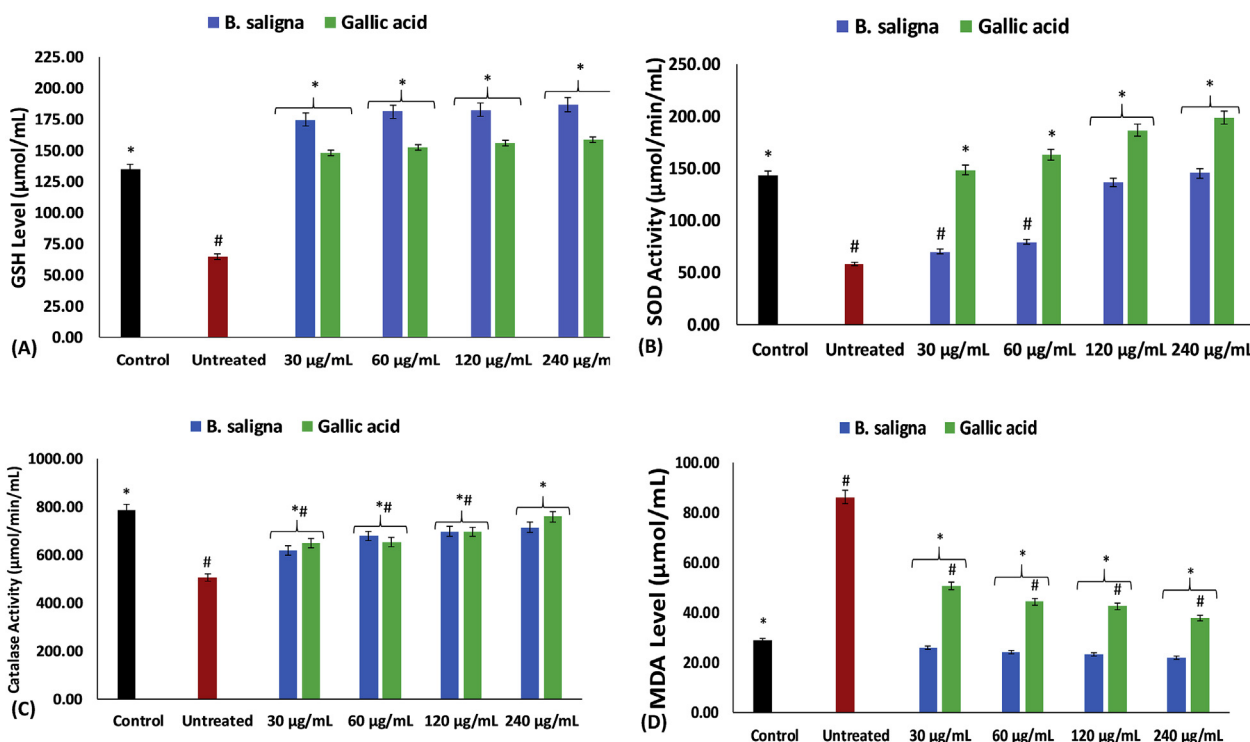 B. saligna Gallic acid
GSH Level (µmol/mL)
225.00
200.00
175.00
150.00
125.00
100.00
75.00
50.00
25.00
0.00
* # * * * *
Control Untreated 30 µg/mL 60 µg/mL 120 µg/mL 240 µg/m
(A)
B. saligna Gallic acid
SOD Activity (µmol/min/mL)
250.00
200.00
150.00
100.00
50.00
0.00
* # # * # * * *
Control Untreated 30 µg/mL 60 µg/mL 120 µg/mL 240 µg/mL
(B)
B. saligna Gallic acid
Catalase Activity (µmol/min/mL)
1000.00
800.00
600.00
400.00
200.00
0.00
* # *# *# *# *
Control Untreated 30 µg/mL 60 µg/mL 120 µg/mL 240 µg/mL
(C)
B. saligna Gallic acid
MDA Level (µmol/mL)
100.00
80.00
60.00
40.00
20.00
0.00
* # * # * # * # * #
Control Untreated 30 µg/mL 60 µg/mL 120 µg/mL 240 µg/mL
(D)